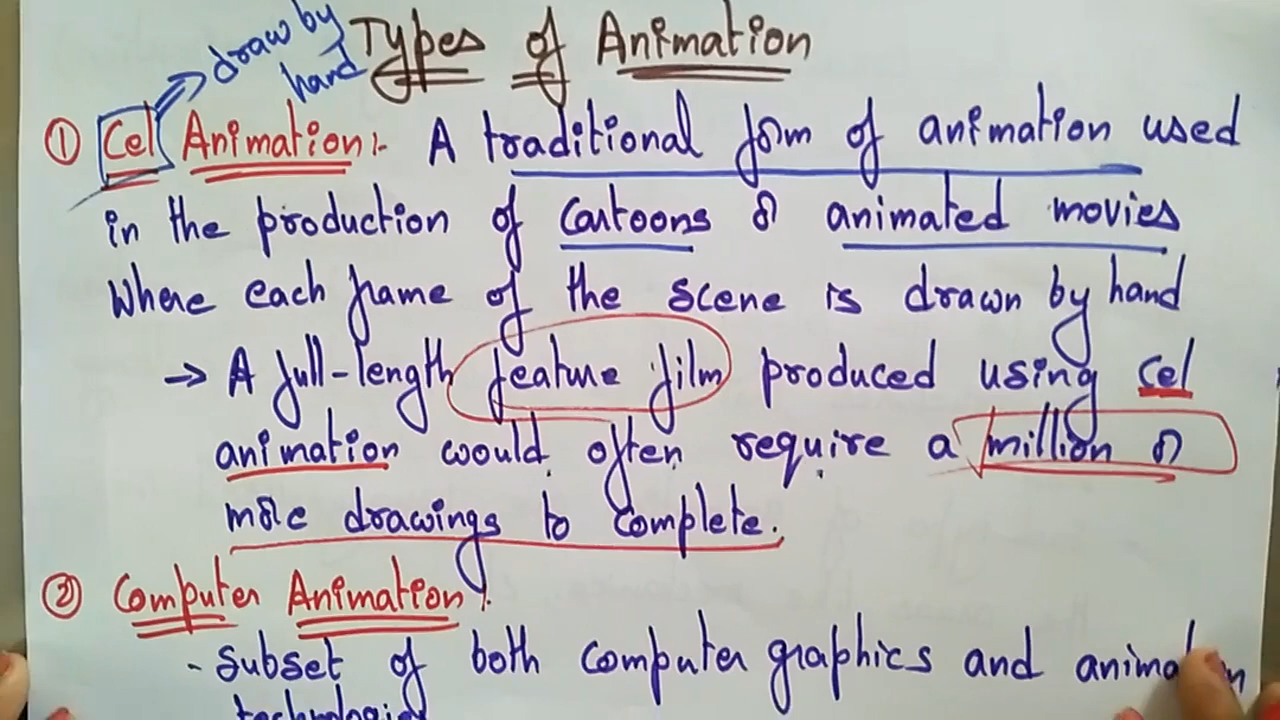 draw by
hand
Types of Animation
① Cel Animation:- A traditional form of animation used
in the production of cartoons or animated movies
Where each frame of the scene is drawn by hand
→ A full-length feature film produced using cel
animation would often require a million or
more drawings to complete.
② Computer Animation:
- Subset of both computer graphics and animation